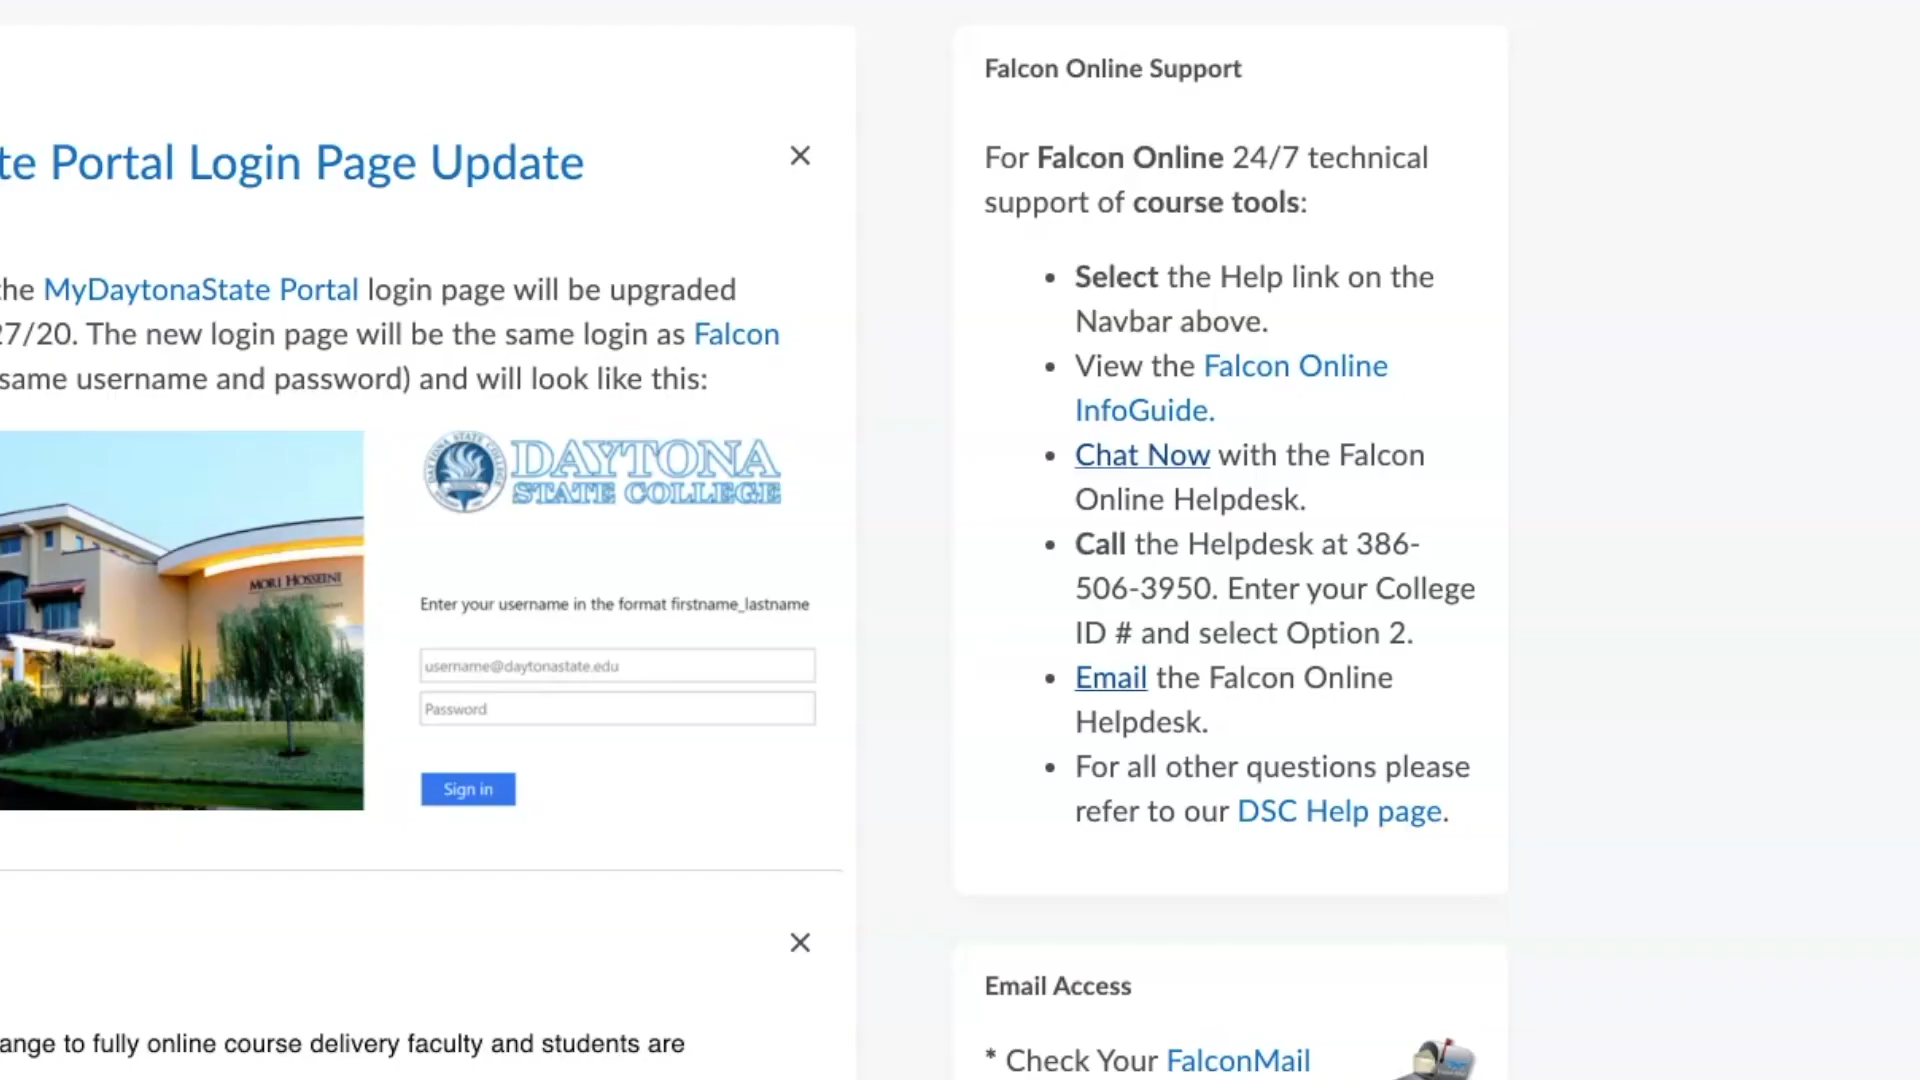 te Portal Login Page Update
the MyDaytonaState Portal login page will be upgraded
27/20. The new login page will be the same login as Falcon
same username and password) and will look like this:
DAYTONA
STATE COLLEGE
MORI HOSSEINI
Enter your username in the format firstname_lastname
username@daytonastate.edu
Password
Sign in
ange to fully online course delivery faculty and students are
Falcon Online Support
For Falcon Online 24/7 technical
support of course tools:
• Select the Help link on the
Navbar above.
• View the Falcon Online
InfoGuide.
• Chat Now with the Falcon
Online Helpdesk.
• Call the Helpdesk at 386-
506-3950. Enter your College
ID # and select Option 2.
• Email the Falcon Online
Helpdesk.
• For all other questions please
refer to our DSC Help page.
Email Access
* Check Your FalconMail